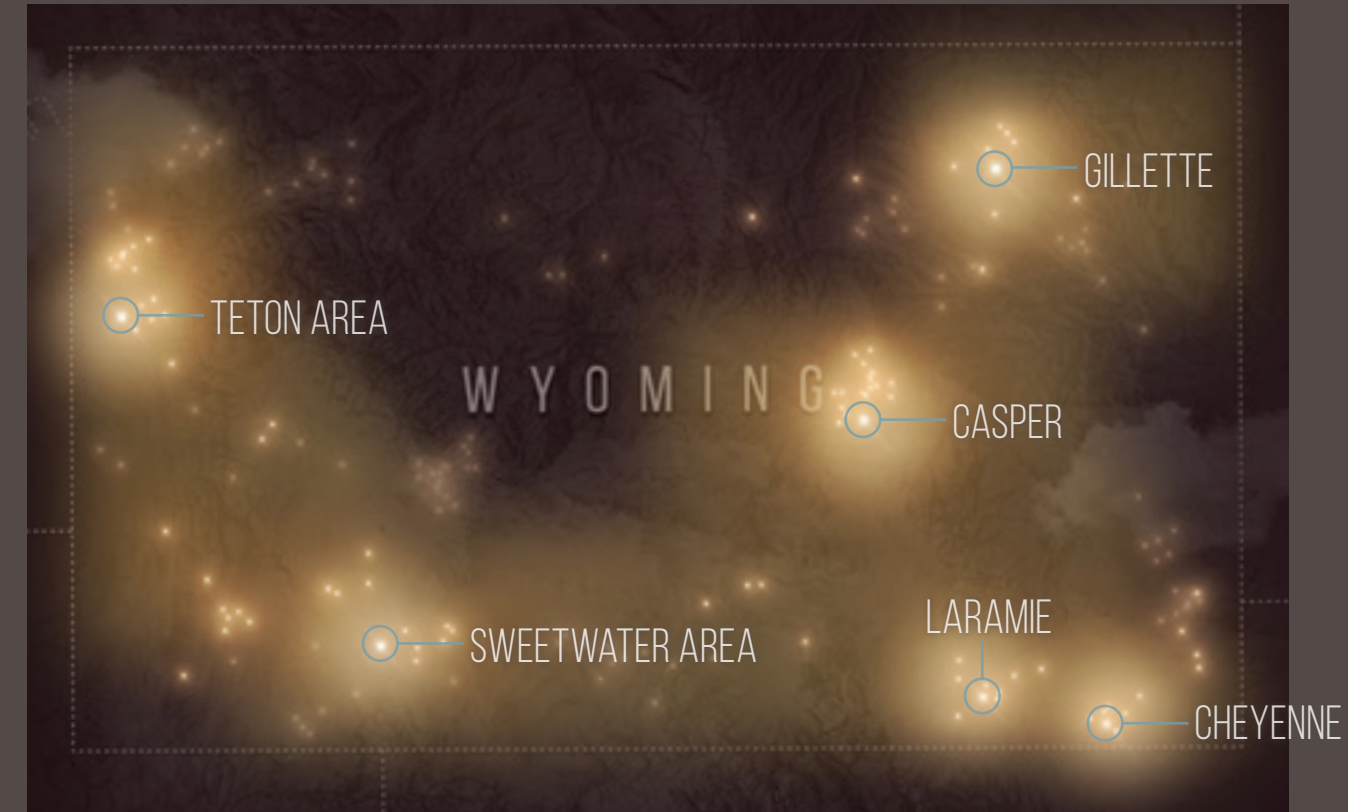 GILLETTE
TETON AREA
WYOMING
CASPER
LARAMIE
SWEETWATER AREA
CHEYENNE